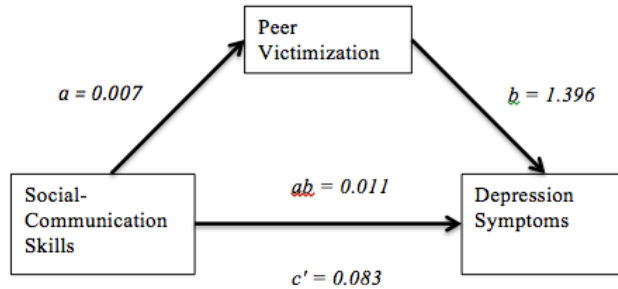 Peer
Victimization
a = 0.007
b = 1.396
Social-
Communication
Skills
ab = 0.011
Depression
Symptoms
c' = 0.083